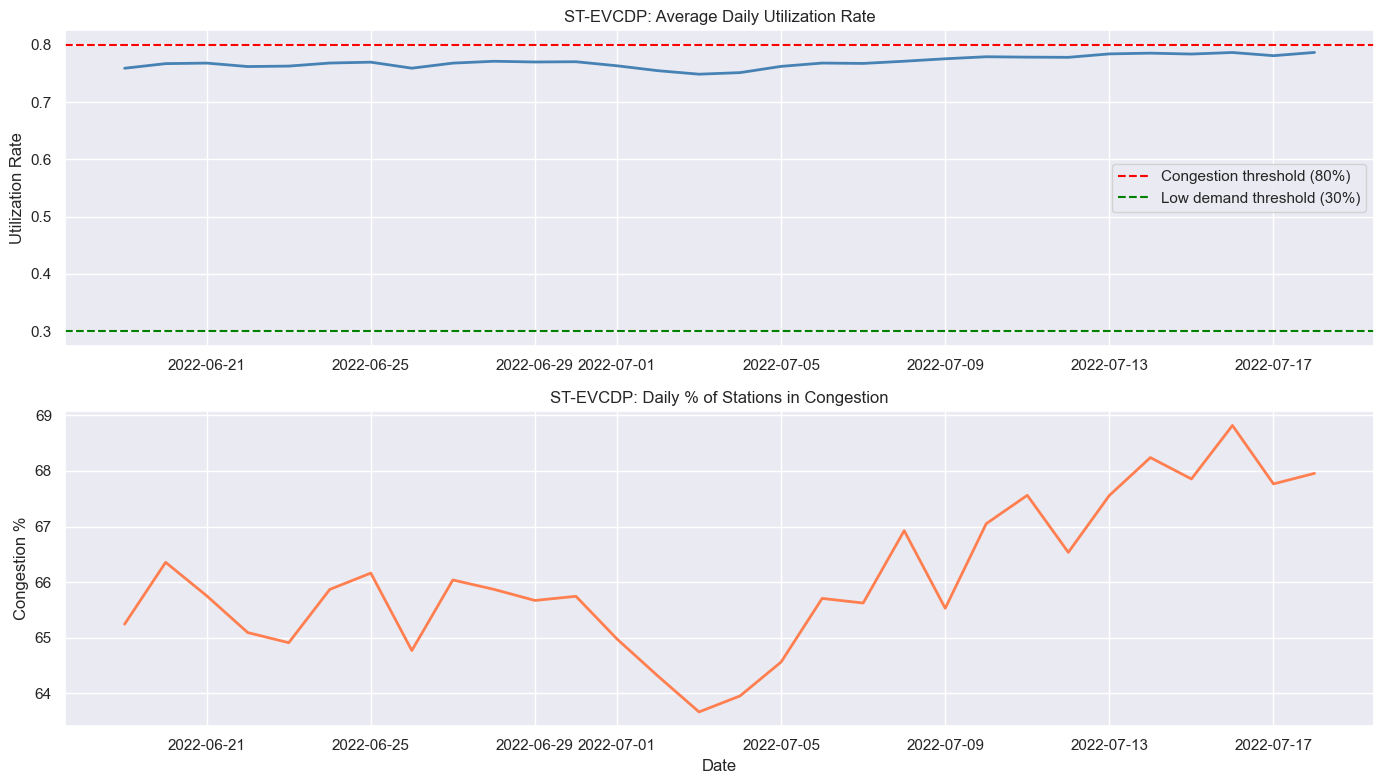 ST-EVCDP: Average Daily Utilization Rate
Utilization Rate
0.8
0.7
0.6
0.5
0.4
0.3
Congestion threshold (80%)
Low demand threshold (30%)
2022-06-21 2022-06-25 2022-06-29 2022-07-01 2022-07-05 2022-07-09 2022-07-13 2022-07-17
ST-EVCDP: Daily % of Stations in Congestion
Congestion %
69
68
67
66
65
64
2022-06-21 2022-06-25 2022-06-29 2022-07-01 2022-07-05 2022-07-09 2022-07-13 2022-07-17
Date